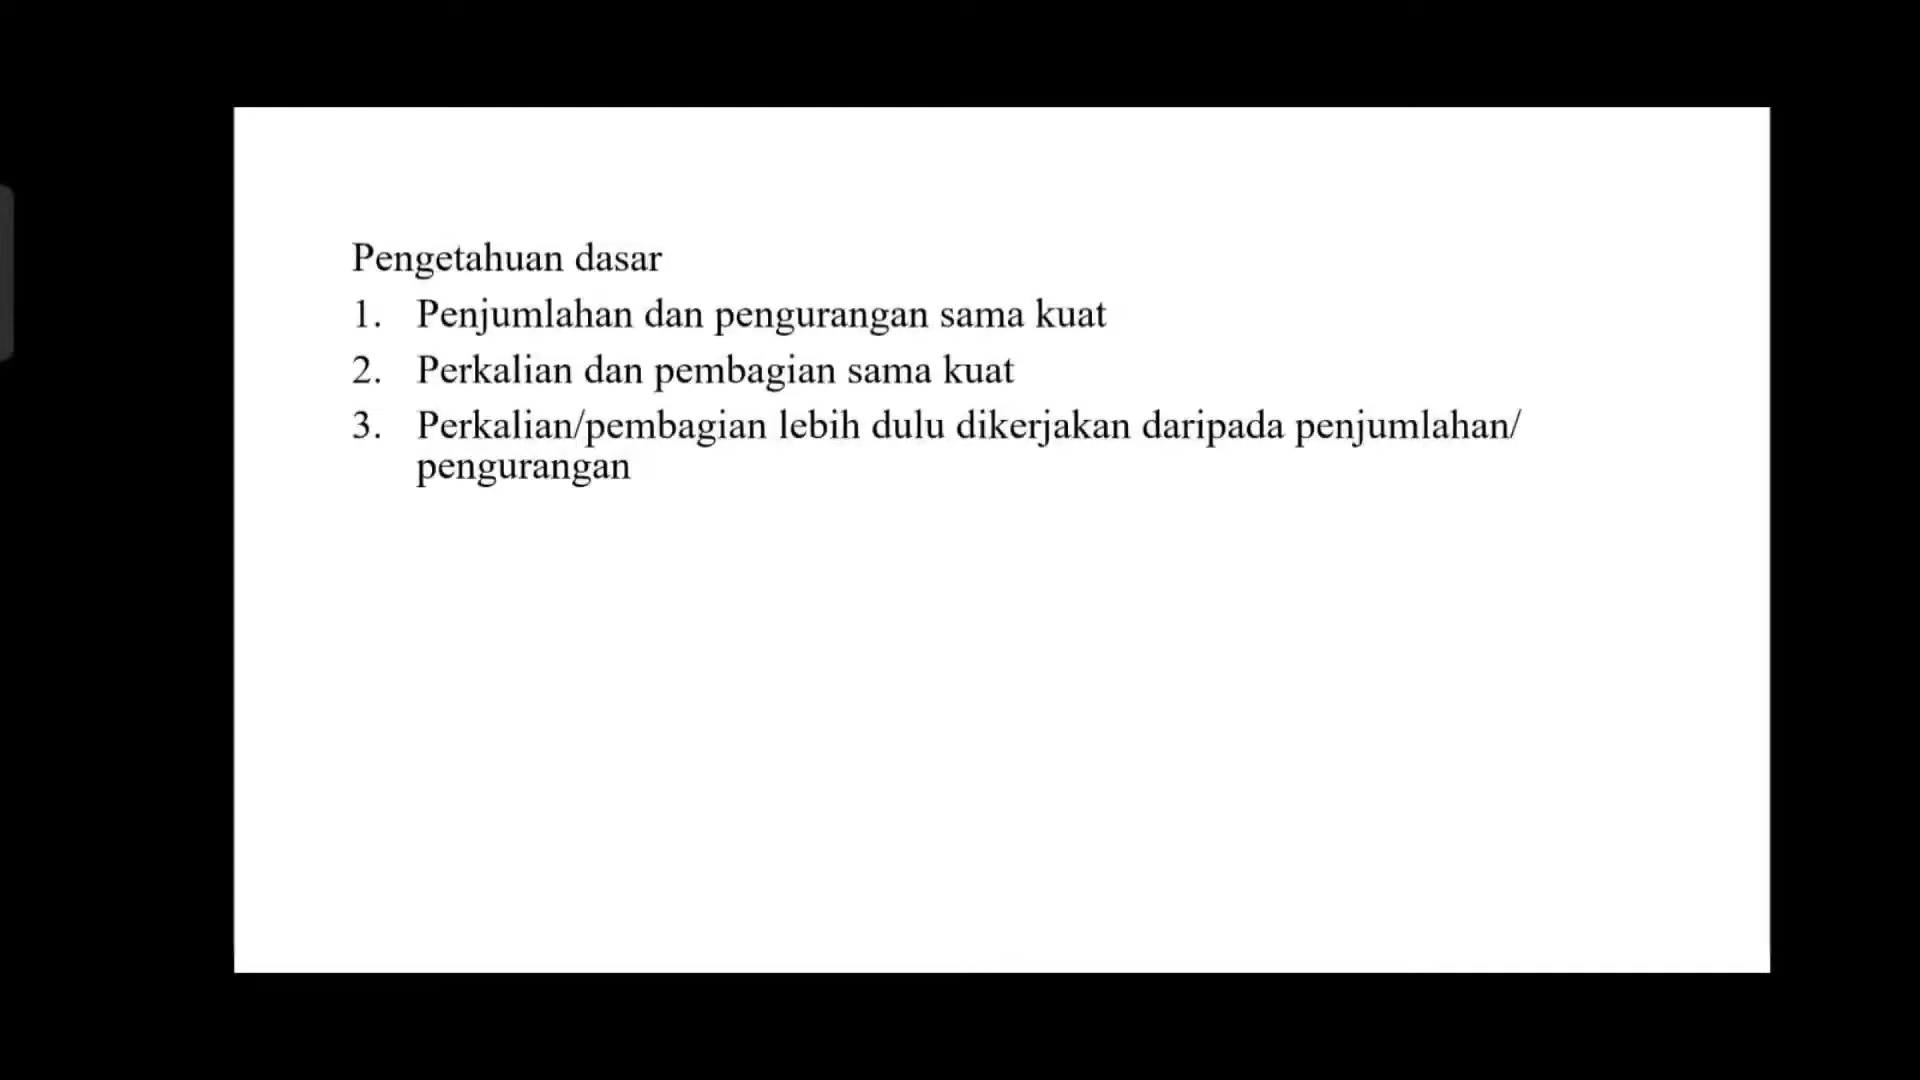 Pengetahuan dasar
1. Penjumlahan dan pengurangan sama kuat
2. Perkalian dan pembagian sama kuat
3. Perkalian/pembagian lebih dulu dikerjakan daripada penjumlahan/
pengurangan